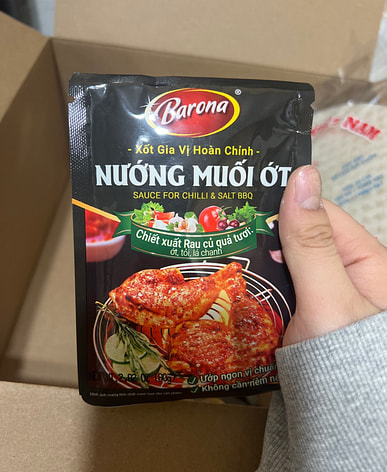 Barona®
- Xốt Gia Vị Hoàn Chỉnh -
NƯỚNG MUỐI ỚT
SAUCE FOR CHILLI & SALT BBQ
Chiết xuất Rau củ quả tươi
ớt, tỏi, lá chanh
Ướp ngon vị chuẩn
Không cần nêm
NAM